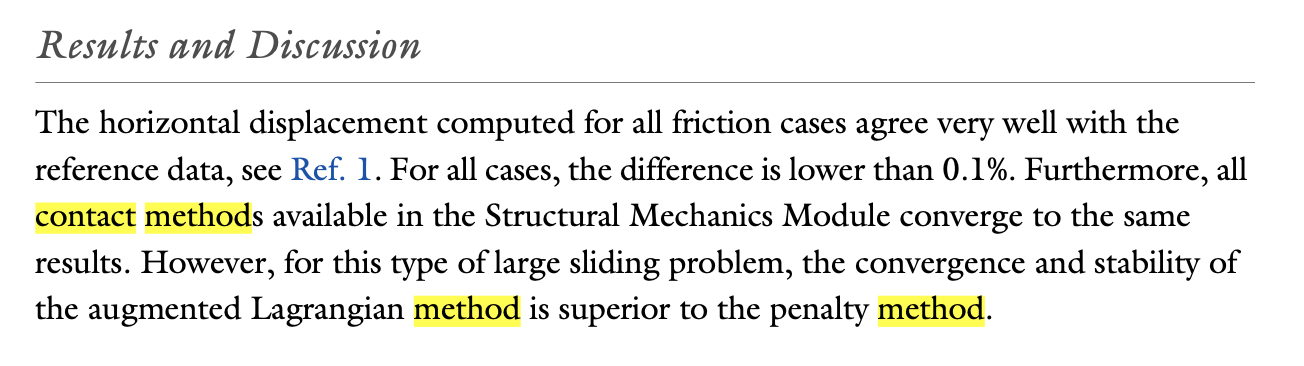 Results and Discussion
The horizontal displacement computed for all friction cases agree very well with the
reference data, see Ref. 1. For all cases, the difference is lower than 0.1%. Furthermore, all
contact methods available in the Structural Mechanics Module converge to the same
results. However, for this type of large sliding problem, the convergence and stability of
the augmented Lagrangian method is superior to the penalty method.